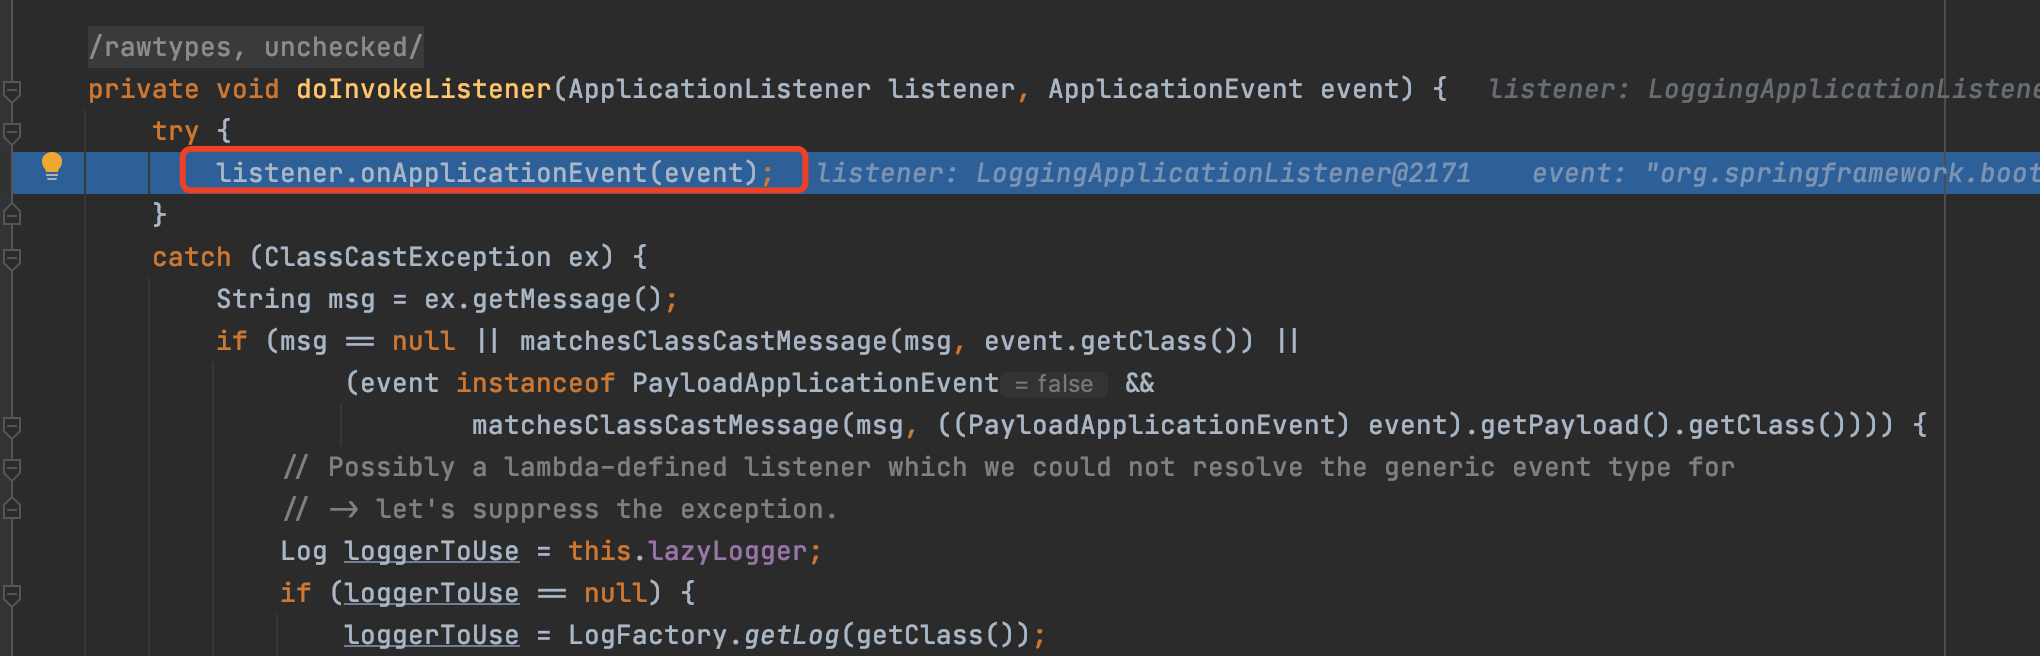 /rawtypes, unchecked/
private void doInvokeListener(ApplicationListener listener, ApplicationEvent event) {   listener: LoggingApplicationListene
try {
listener.onApplicationEvent(event);   listener: LoggingApplicationListener@2171   event: "org.springframework.boot
}
catch (ClassCastException ex) {
String msg = ex.getMessage();
if (msg == null || matchesClassCastMessage(msg, event.getClass()) ||
(event instanceof PayloadApplicationEvent = false &&
matchesClassCastMessage(msg, ((PayloadApplicationEvent) event).getPayload().getClass()))) {
// Possibly a lambda-defined listener which we could not resolve the generic event type for
// -> let's suppress the exception.
Log loggerToUse = this.lazyLogger;
if (loggerToUse == null) {
loggerToUse = LogFactory.getLog(getClass());